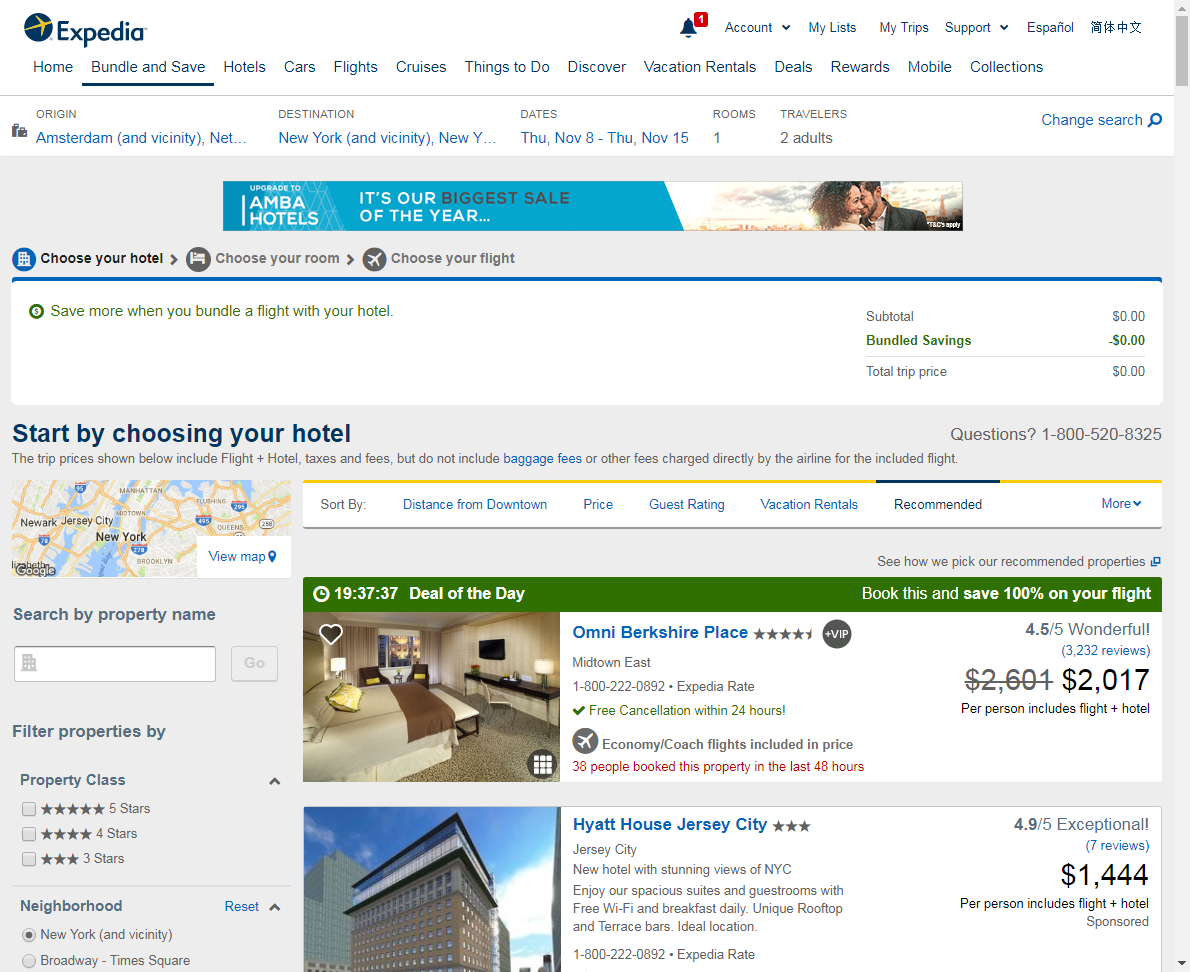 Expedia
1
Account
My Lists
My Trips
Support
Español
简体中文
Home
Bundle and Save
Hotels
Cars
Flights
Cruises
Things to Do
Discover
Vacation Rentals
Deals
Rewards
Mobile
Collections
ORIGIN
Amsterdam (and vicinity), Net...
DESTINATION
New York (and vicinity), New Y...
DATES
Thu, Nov 8 - Thu, Nov 15
ROOMS
1
TRAVELERS
2 adults
Change search
UPGRADE TO
AMBA
HOTELS
IT'S OUR BIGGEST SALE
OF THE YEAR...
*T&C's apply
Choose your hotel
Choose your room
Choose your flight
Save more when you bundle a flight with your hotel.
Subtotal $0.00
Bundled Savings -$0.00
Total trip price $0.00
Start by choosing your hotel
Questions? 1-800-520-8325
The trip prices shown below include Flight + Hotel, taxes and fees, but do not include baggage fees or other fees charged directly by the airline for the included flight.
MANHATTAN
95
FLUSHING
295
MIDTOWN
Newark
Jersey City
495
QUEENS
25B
78
New York
278
BROOKLYN
lizabeth
Google
View map
Sort By:
Distance from Downtown
Price
Guest Rating
Vacation Rentals
Recommended
More
See how we pick our recommended properties
Search by property name
Go
Filter properties by
Property Class
5 Stars
4 Stars
3 Stars
Neighborhood
Reset
New York (and vicinity)
Broadway - Times Square
19:37:37 Deal of the Day
Book this and save 100% on your flight
Omni Berkshire Place
+VIP
Midtown East
1-800-222-0892 • Expedia Rate
Free Cancellation within 24 hours!
Economy/Coach flights included in price
38 people booked this property in the last 48 hours
4.5/5 Wonderful!
(3,232 reviews)
$2,601 $2,017
Per person includes flight + hotel
Hyatt House Jersey City
Jersey City
New hotel with stunning views of NYC
Enjoy our spacious suites and guestrooms with
Free Wi-Fi and breakfast daily. Unique Rooftop
and Terrace bars. Ideal location.
1-800-222-0892 • Expedia Rate
4.9/5 Exceptional!
(7 reviews)
$1,444
Per person includes flight + hotel
Sponsored